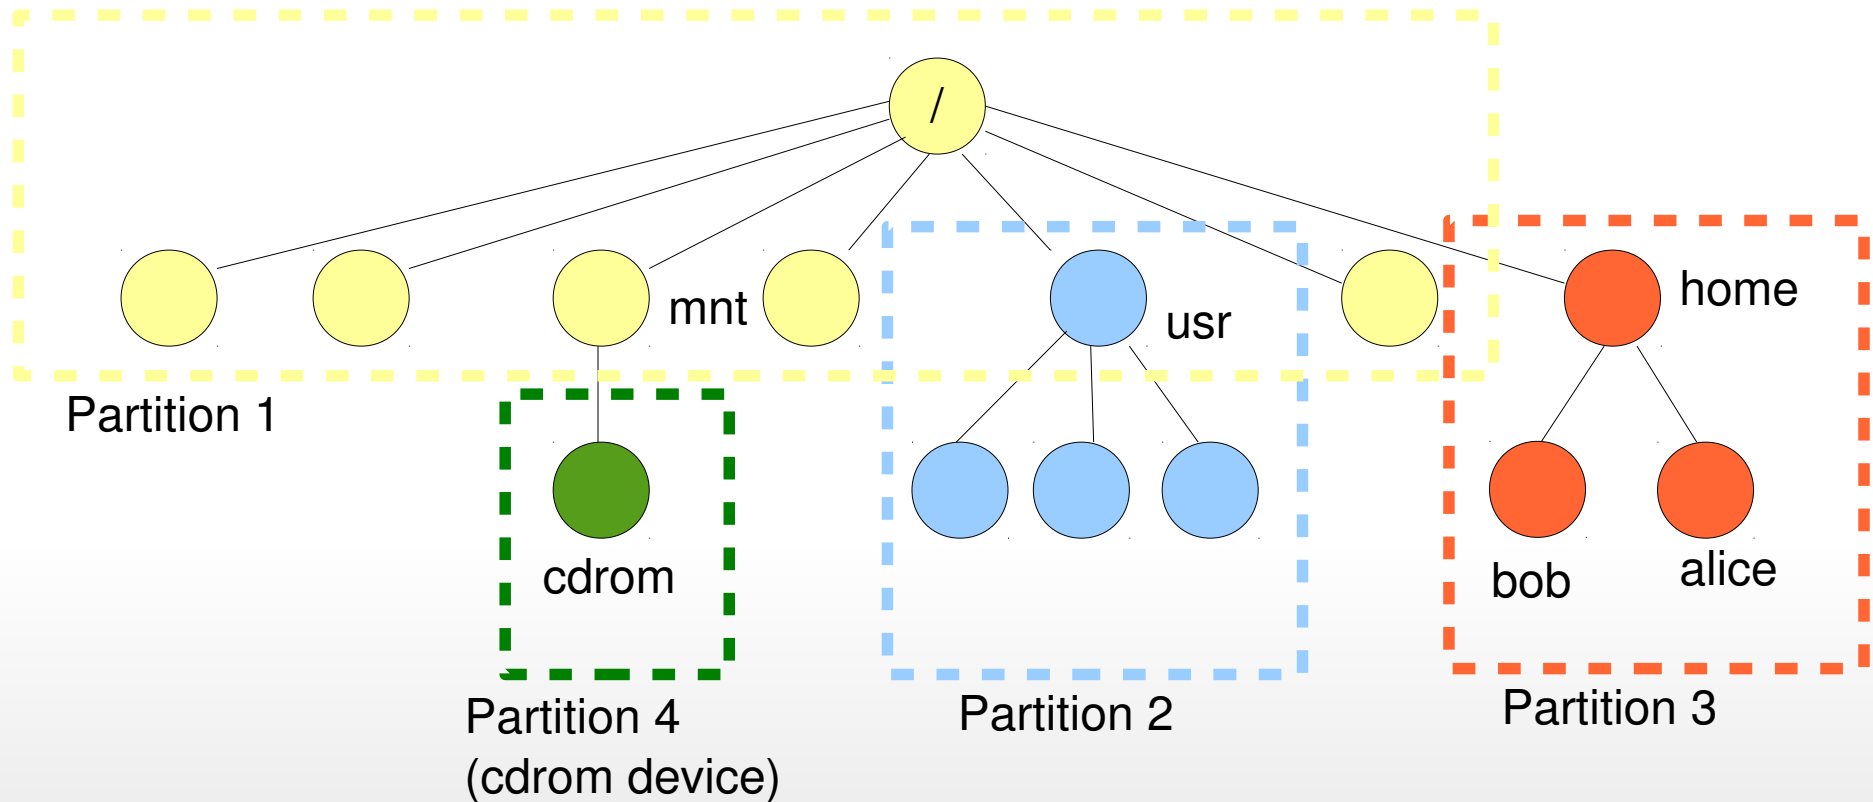 /
mnt
usr
home
Partition 1
cdrom
bob
alice
Partition 4
(cdrom device)
Partition 2
Partition 3